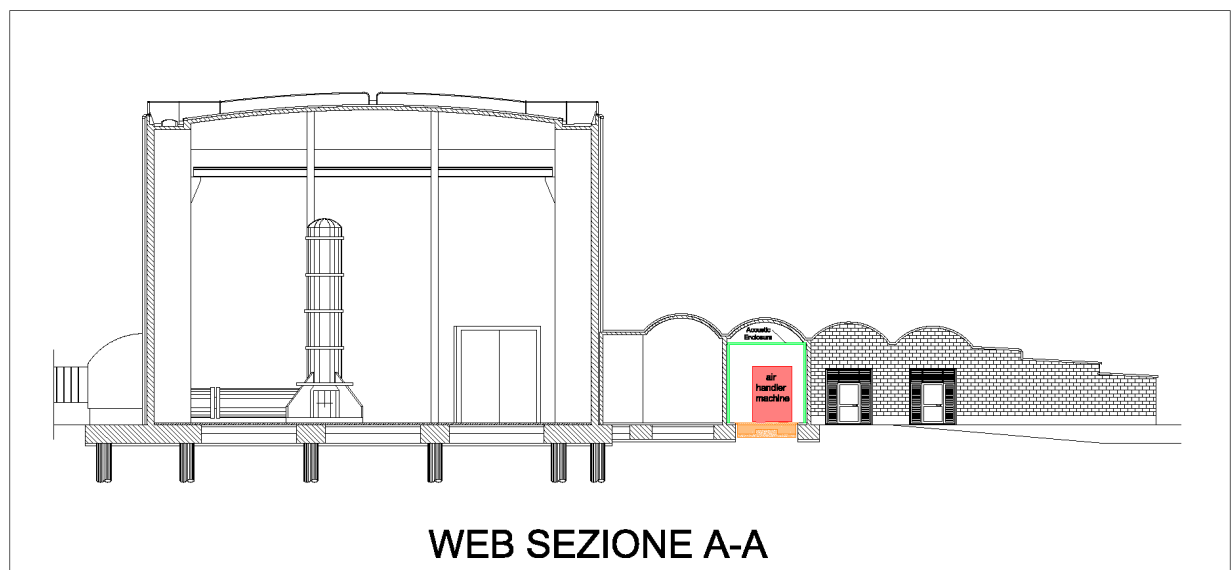 Acoustic
Enclosure
air
handler
machine
WEB SEZIONE A-A